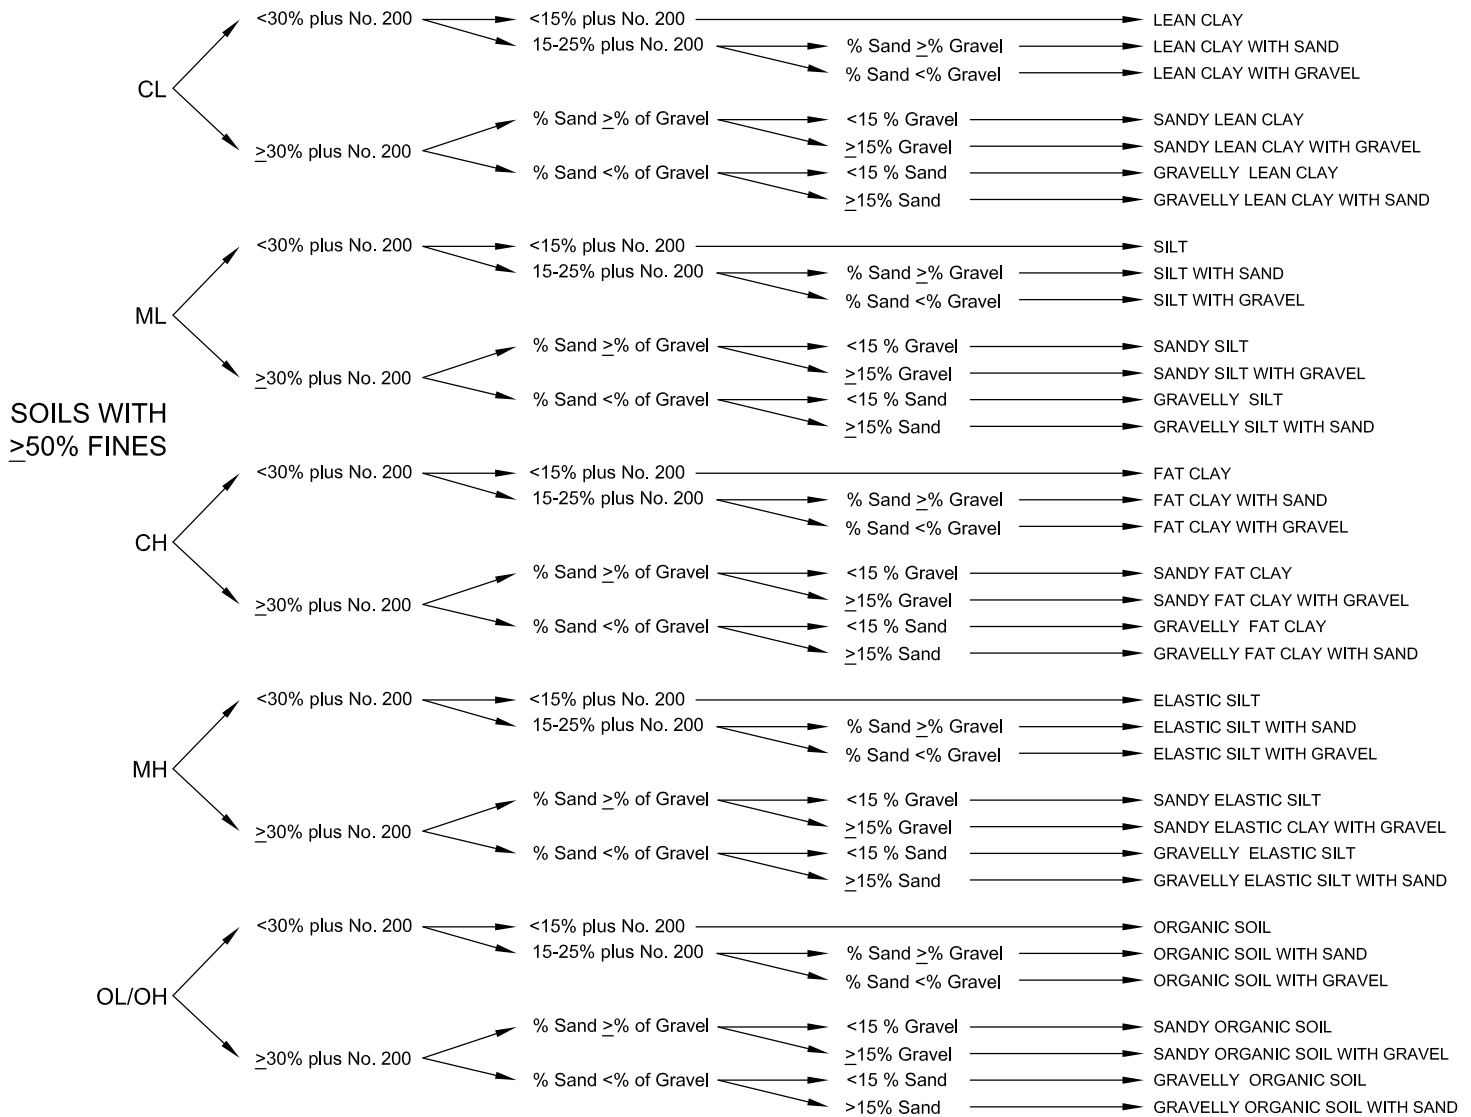 <30% plus No. 200 <15% plus No. 200 LEAN CLAY
15-25% plus No. 200 % Sand ≥% Gravel LEAN CLAY WITH SAND
% Sand <% Gravel LEAN CLAY WITH GRAVEL
CL
% Sand ≥% of Gravel <15 % Gravel SANDY LEAN CLAY
≥30% plus No. 200 ≥15% Gravel SANDY LEAN CLAY WITH GRAVEL
% Sand <% of Gravel <15 % Sand GRAVELLY LEAN CLAY
≥15% Sand GRAVELLY LEAN CLAY WITH SAND
<30% plus No. 200 <15% plus No. 200 SILT
15-25% plus No. 200 % Sand ≥% Gravel SILT WITH SAND
% Sand <% Gravel SILT WITH GRAVEL
ML
% Sand ≥% of Gravel <15 % Gravel SANDY SILT
≥30% plus No. 200 ≥15% Gravel SANDY SILT WITH GRAVEL
% Sand <% of Gravel <15 % Sand GRAVELLY SILT
≥15% Sand GRAVELLY SILT WITH SAND
SOILS WITH
≥50% FINES
<30% plus No. 200 <15% plus No. 200 FAT CLAY
15-25% plus No. 200 % Sand ≥% Gravel FAT CLAY WITH SAND
% Sand <% Gravel FAT CLAY WITH GRAVEL
CH
% Sand ≥% of Gravel <15 % Gravel SANDY FAT CLAY
≥30% plus No. 200 ≥15% Gravel SANDY FAT CLAY WITH GRAVEL
% Sand <% of Gravel <15 % Sand GRAVELLY FAT CLAY
≥15% Sand GRAVELLY FAT CLAY WITH SAND
<30% plus No. 200 <15% plus No. 200 ELASTIC SILT
15-25% plus No. 200 % Sand ≥% Gravel ELASTIC SILT WITH SAND
% Sand <% Gravel ELASTIC SILT WITH GRAVEL
MH
% Sand ≥% of Gravel <15 % Gravel SANDY ELASTIC SILT
≥30% plus No. 200 ≥15% Gravel SANDY ELASTIC CLAY WITH GRAVEL
% Sand <% of Gravel <15 % Sand GRAVELLY ELASTIC SILT
≥15% Sand GRAVELLY ELASTIC SILT WITH SAND
<30% plus No. 200 <15% plus No. 200 ORGANIC SOIL
15-25% plus No. 200 % Sand ≥% Gravel ORGANIC SOIL WITH SAND
% Sand <% Gravel ORGANIC SOIL WITH GRAVEL
OL/OH
% Sand ≥% of Gravel <15 % Gravel SANDY ORGANIC SOIL
≥30% plus No. 200 ≥15% Gravel SANDY ORGANIC SOIL WITH GRAVEL
% Sand <% of Gravel <15 % Sand GRAVELLY ORGANIC SOIL
>15% Sand GRAVELLY ORGANIC SOIL WITH SAND